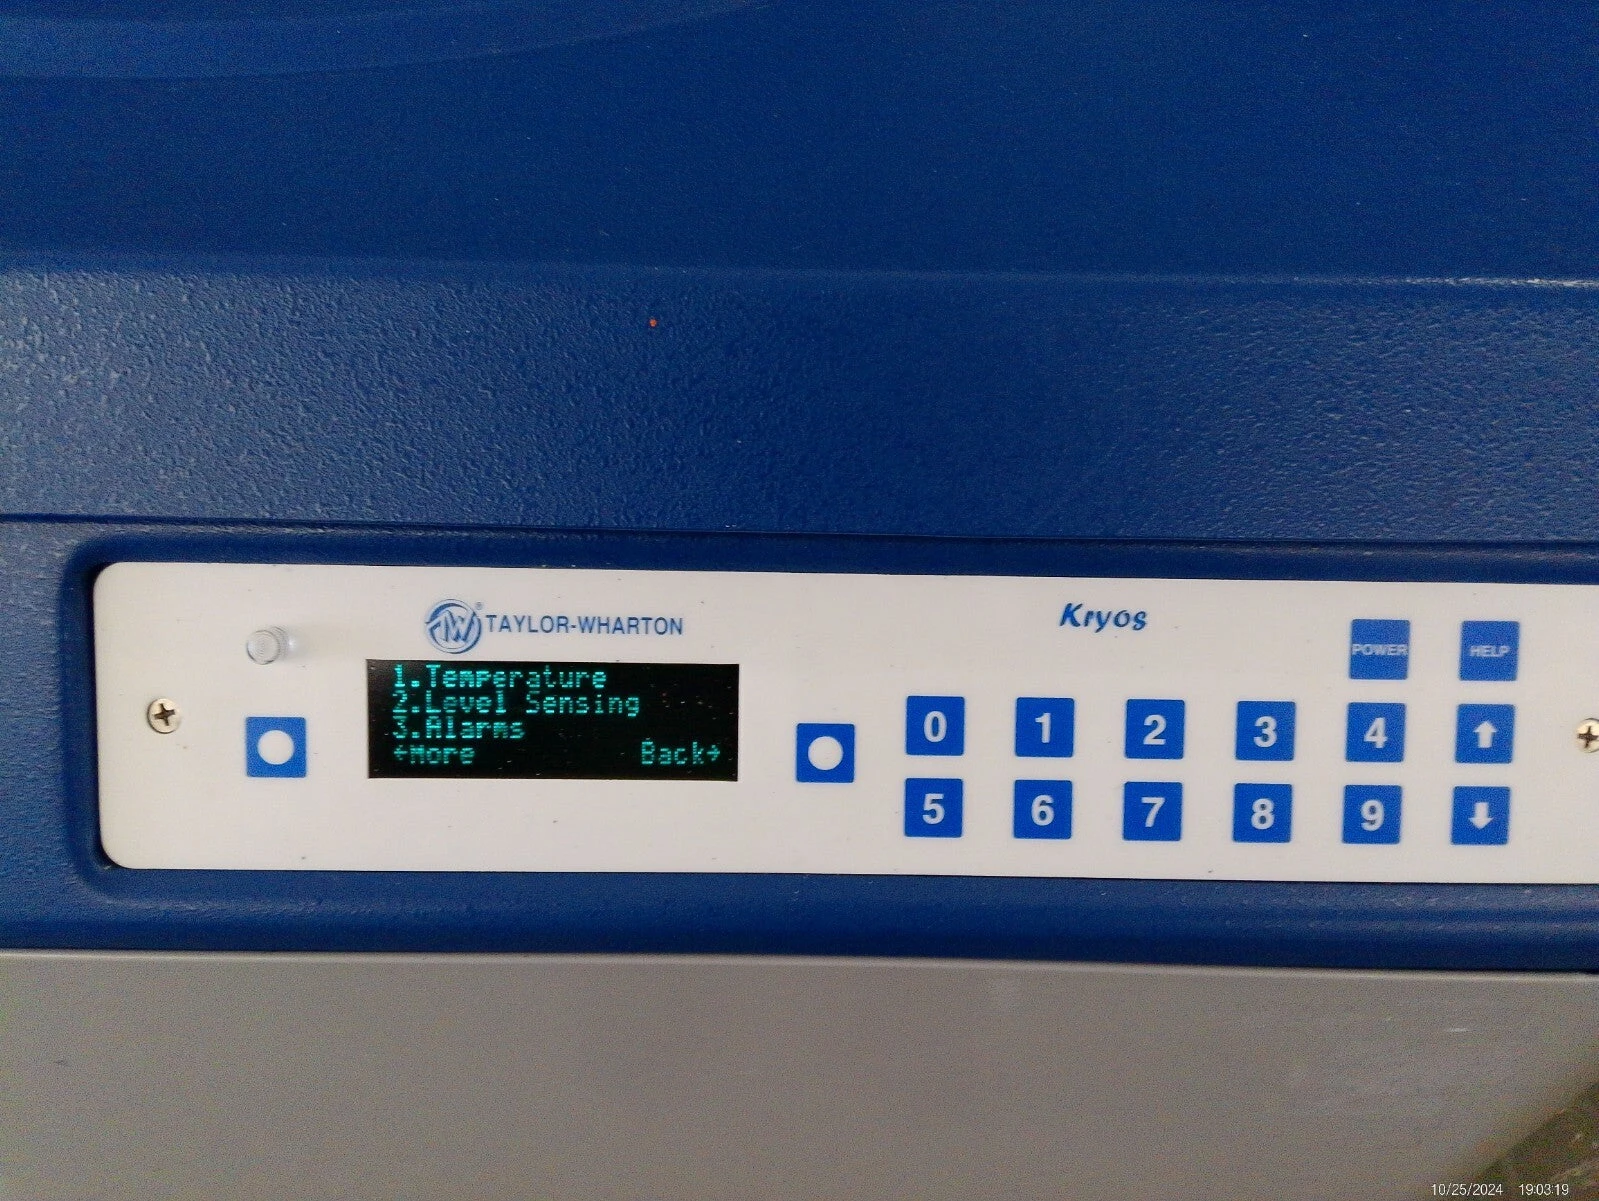 TW® TAYLOR-WHARTON
Kryos
POWER
HELP
1.Temperature
2.Level Sensing
3.Alarms
←More Back→
0 1 2 3 4 ↑
5 6 7 8 9 ↓
10/25/2024 19:03:19